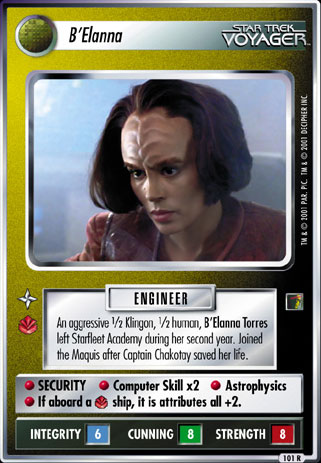 B'Elanna
STAR TREK
VOYAGER™
TM & © 2001 PAR. PIC. TM & © 2001 DECIPHER INC.
ENGINEER
An aggressive ½ Klingon, ½ human, B'Elanna Torres
left Starfleet Academy during her second year. Joined
the Maquis after Captain Chakotay saved her life.
SECURITY Computer Skill x2 Astrophysics
If aboard a ship, it is attributes all +2.
INTEGRITY 6 CUNNING 8 STRENGTH 8
101 R